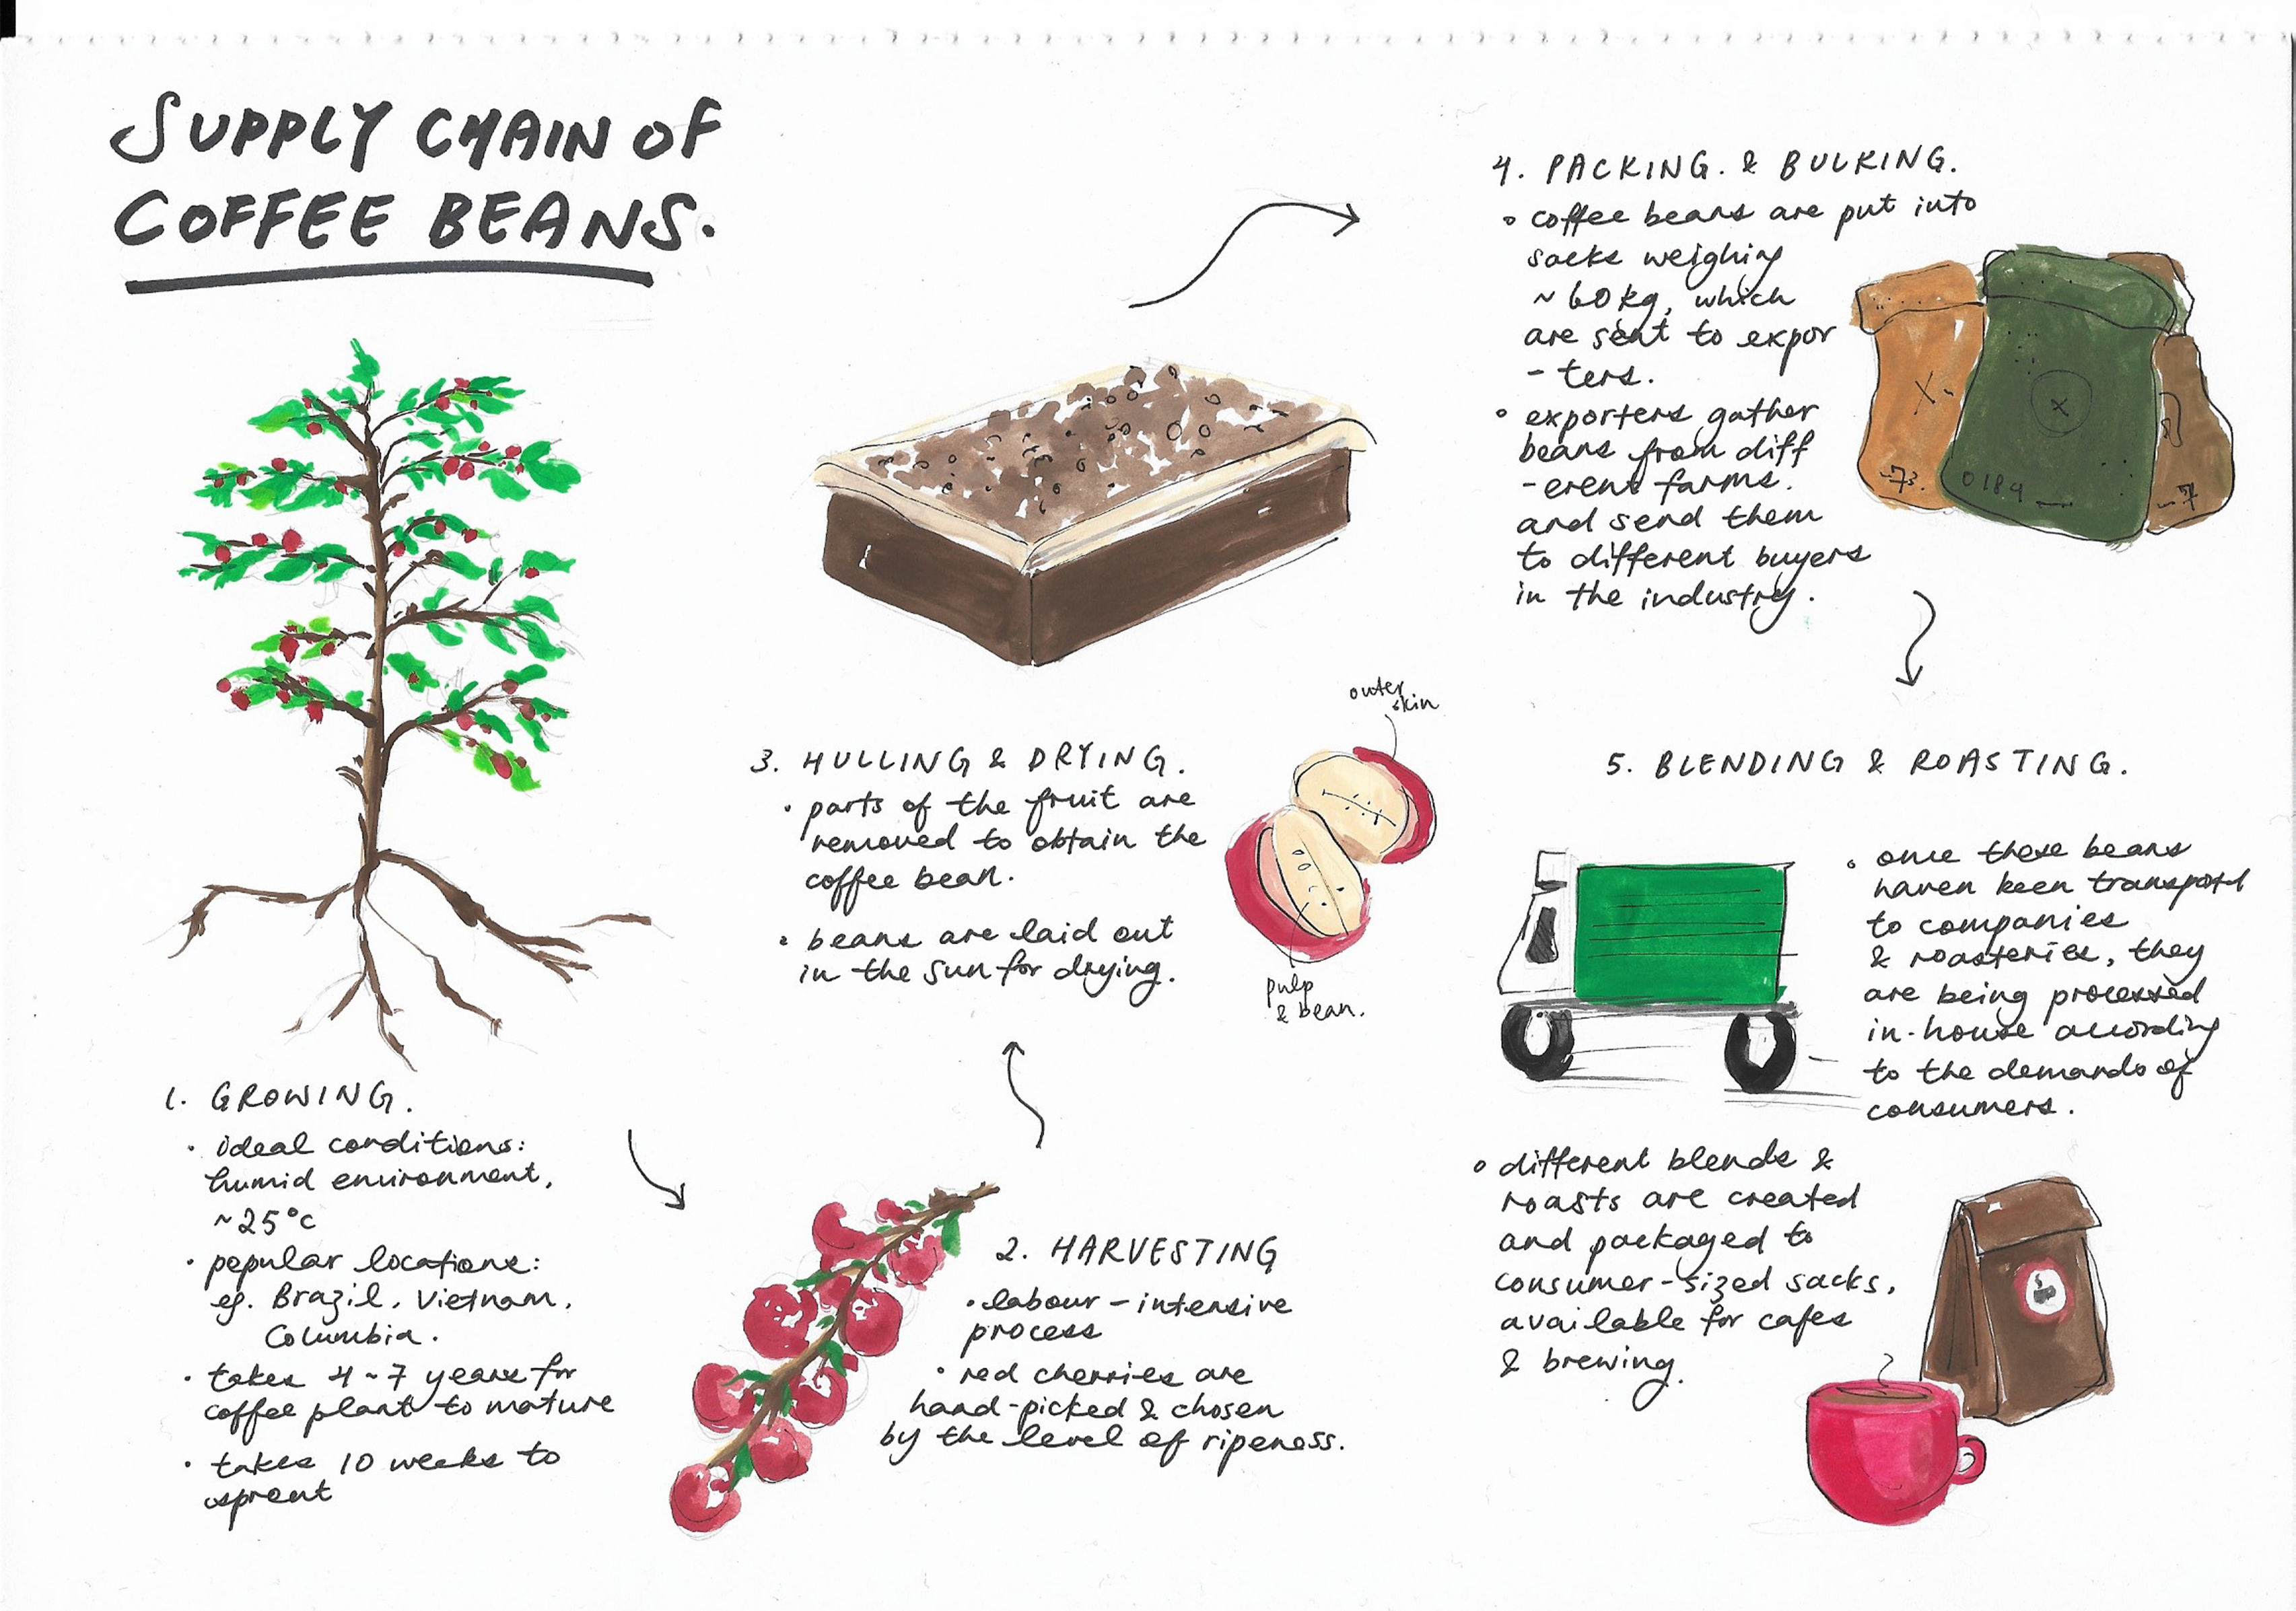 SUPPLY CHAIN OF
COFFEE BEANS.
1. GROWING.
· ideal conditions:
humid environment,
~25°C
· popular locations:
eg. Brazil, Vietnam,
Columbia.
· takes 4-7 years for
coffee plant to mature
· takes 10 weeks to
sprout
2. HARVESTING
· labour-intensive
process
· red cherries are
hand-picked & chosen
by the level of ripeness.
3. HULLING & DRYING.
· parts of the fruit are
removed to obtain the
coffee bean.
· beans are laid out
in the sun for drying.
outer
skin
pulp
& bean.
4. PACKING. & BULKING.
∘ coffee beans are put into
sacks weighing
~60kg, which
are sent to expor
-ters.
∘ exporters gather
beans from diff
-erent farms.
and send them
to different buyers
in the industry.
73.
X
0189
5. BLENDING & ROASTING.
∘ once these beans
haven been transport
to companies
& roasteries, they
are being processed
in-house according
to the demands of
consumers.
∘ different blends &
roasts are created
and packaged to
consumer-sized sacks,
available for cafes
& brewing.